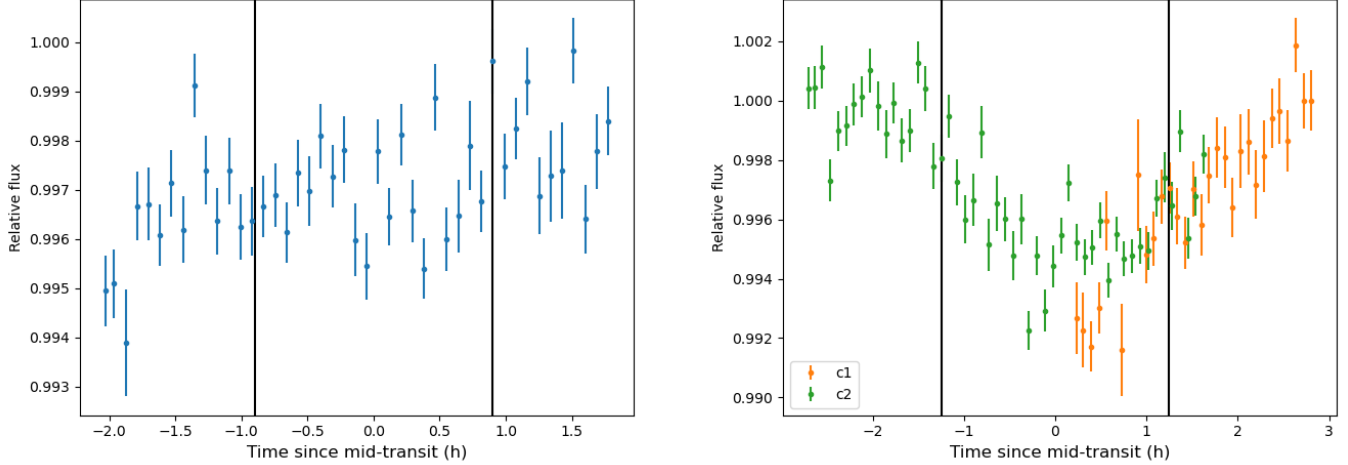 1.000
0.999
0.998
0.997
0.996
0.995
0.994
0.993
Relative flux
−2.0 −1.5 −1.0 −0.5 0.0 0.5 1.0 1.5
Time since mid-transit (h)
1.002
1.000
0.998
0.996
0.994
0.992
0.990
Relative flux
c1
c2
−2 −1 0 1 2 3
Time since mid-transit (h)